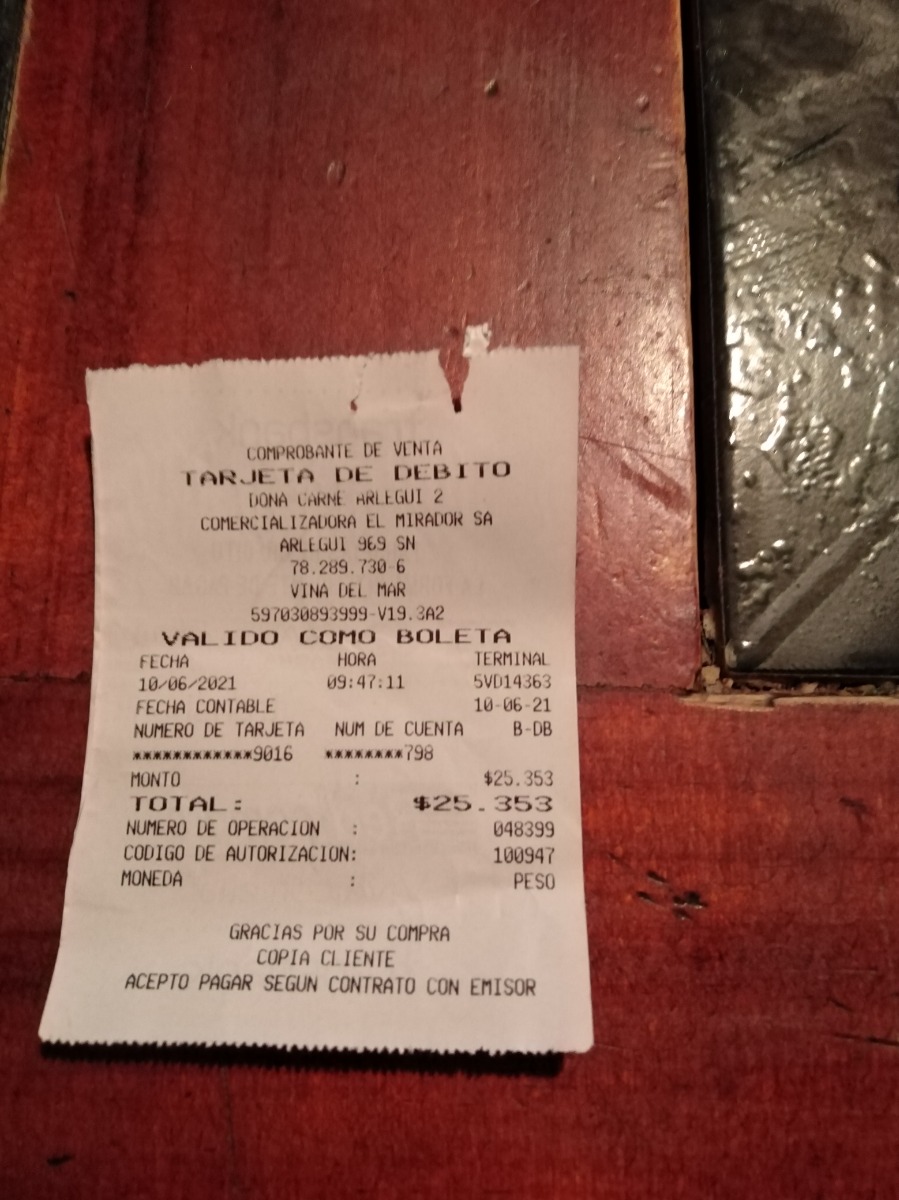 COMPROBANTE DE VENTA
TARJETA DE DEBITO
DONA CARNE ARLEGUI 2
COMERCIALIZADORA EL MIRADOR SA
ARLEGUI 969 SN
78.289.730-6
VINA DEL MAR
597030893999-V19.3A2
VALIDO COMO BOLETA
FECHA HORA TERMINAL
10/06/2021 09:47:11 5VD14363
FECHA CONTABLE 10-06-21
NUMERO DE TARJETA NUM DE CUENTA B-DB
************9016 ********798
MONTO : $25.353
TOTAL: $25.353
NUMERO DE OPERACION : 048399
CODIGO DE AUTORIZACION: 100947
MONEDA : PESO
GRACIAS POR SU COMPRA
COPIA CLIENTE
ACEPTO PAGAR SEGUN CONTRATO CON EMISOR